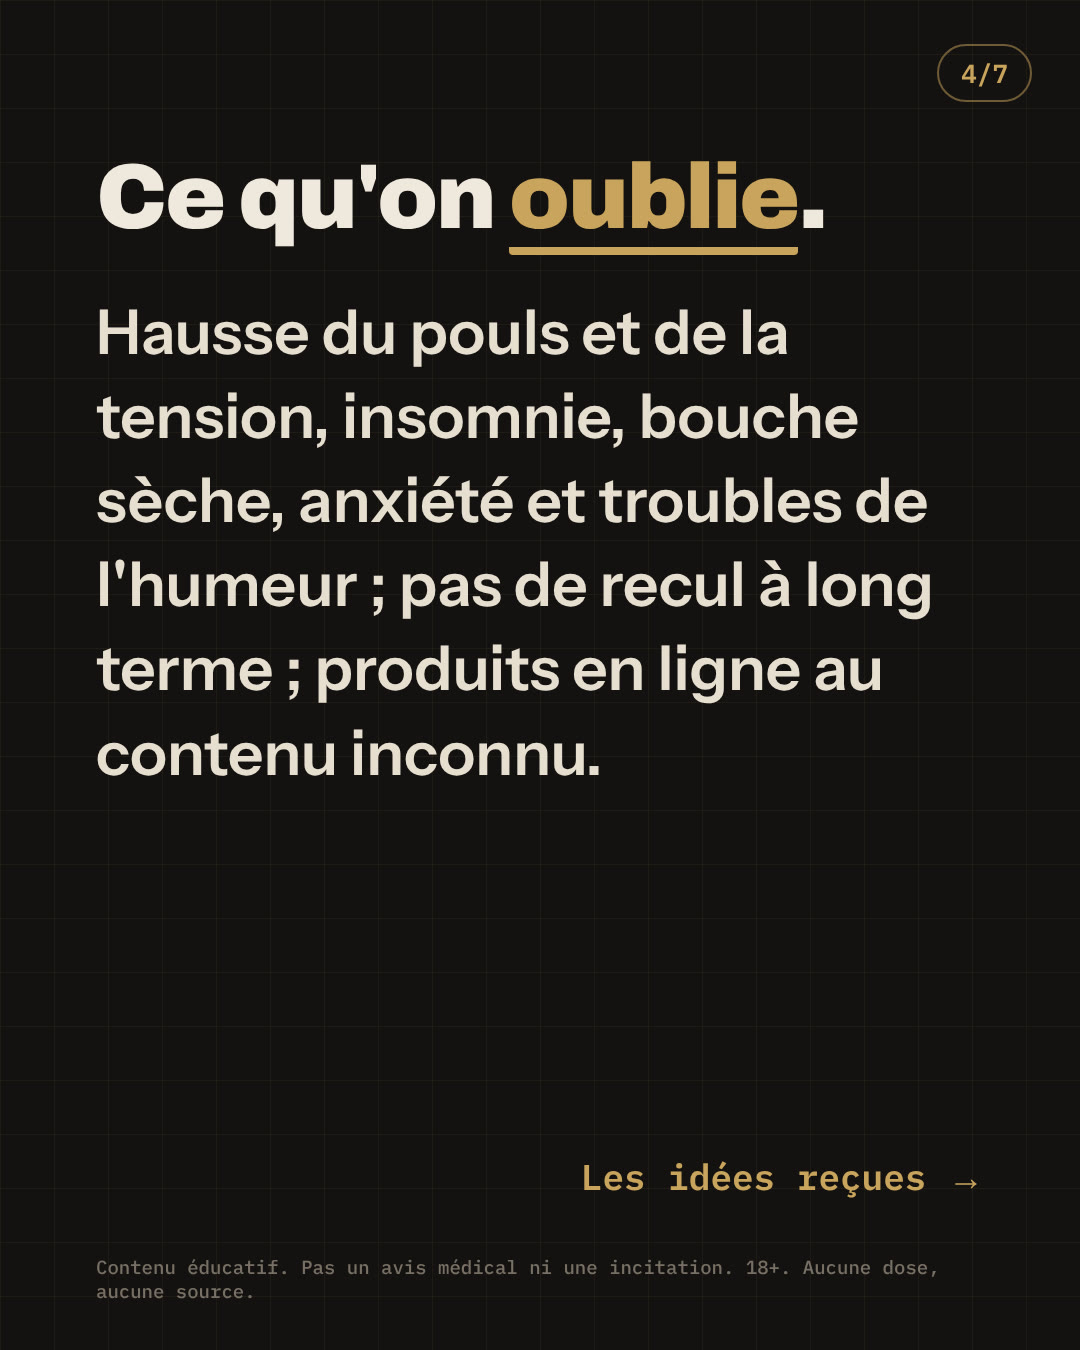 4/7
Ce qu'on oublie.
Hausse du pouls et de la
tension, insomnie, bouche
sèche, anxiété et troubles de
l'humeur ; pas de recul à long
terme ; produits en ligne au
contenu inconnu.
Les idées reçues →
Contenu éducatif. Pas un avis médical ni une incitation. 18+. Aucune dose,
aucune source.